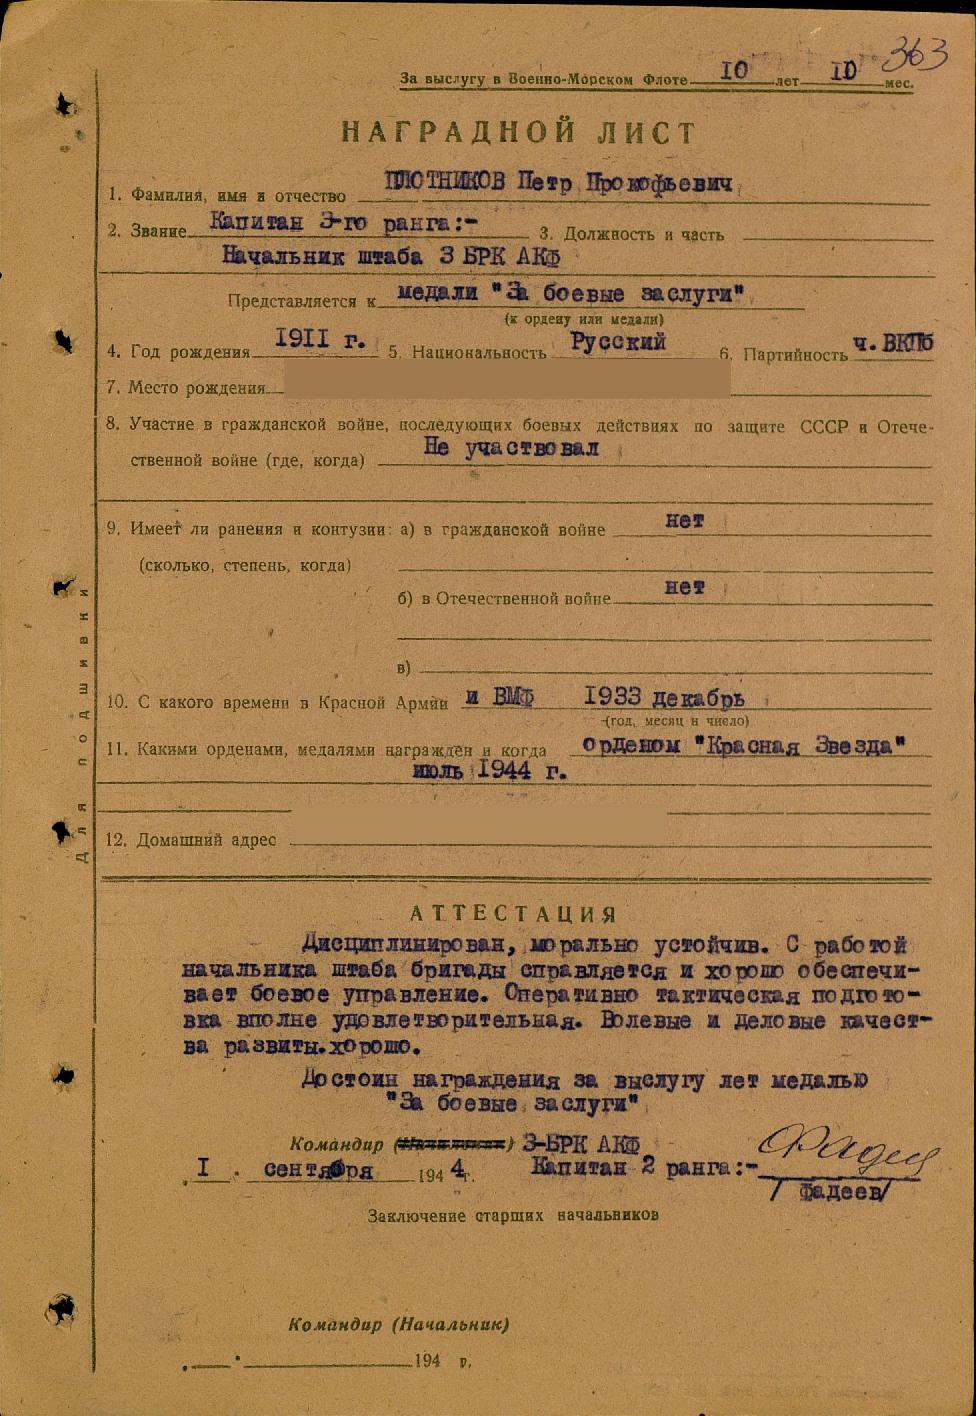 363
За выслугу в Военно-Морском Флоте 10 лет 10 мес.
НАГРАДНОЙ ЛИСТ
1. Фамилия, имя и отчество ПЛОТНИКОВ Петр Прокофьевич
2. Звание Капитан 3-го ранга:- 3. Должность и часть
Начальник штаба 3 БРК АКФ
Представляется к медали "За боевые заслуги"
(к ордену или медали)
4. Год рождения 1911 г. 5. Национальность Русский 6. Партийность ч. ВКПб
7. Место рождения
8. Участие в гражданской войне, последующих боевых действиях по защите СССР и Отече-
ственной войне (где, когда) Не участвовал
9. Имеет ли ранения и контузии: а) в гражданской войне нет
(сколько, степень, когда)
б) в Отечественной войне нет
в)
10. С какого времени в Красной Армии и ВМФ 1933 декабрь
(год, месяц и число)
11. Какими орденами, медалями награжден и когда орденом "Красная Звезда"
июль 1944 г.
12. Домашний адрес
Для подшивки
АТТЕСТАЦИЯ
Дисциплинирован, морально устойчив. С работой
начальника штаба бригады справляется и хорошо обеспечи-
вает боевое управление. Оперативно тактическая подгото-
вка вполне удовлетворительная. Волевые и деловые качест-
ва развиты.хорошо.
Достоин награждения за выслугу лет медалью
"За боевые заслуги"
Командир (Начальник) 3-БРК АКФ
I. сентября 1944 г. Капитан 2 ранга:- Фадеев
/Фадеев/
Заключение старших начальников
Командир (Начальник)
194 г.